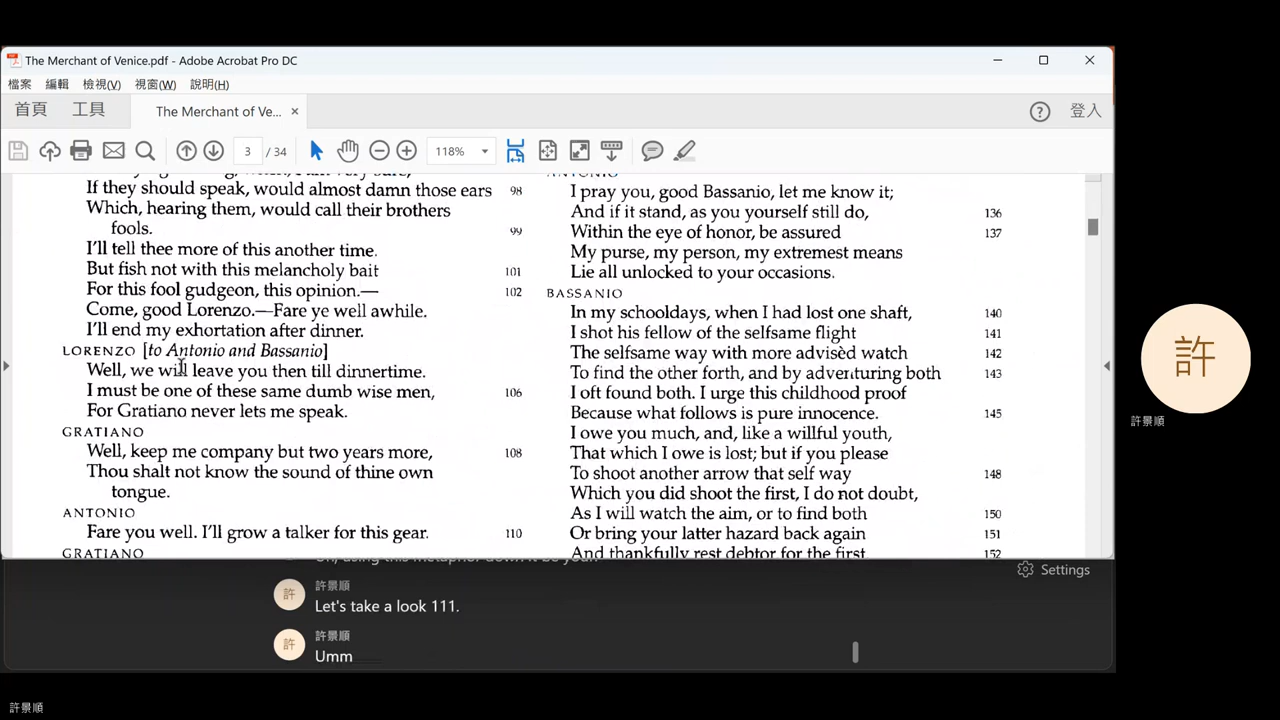 The Merchant of Venice.pdf - Adobe Acrobat Pro DC
檔案 編輯 檢視(V) 視窗(W) 說明(H)
首頁 工具 The Merchant of Ve... × 登入
3 / 34 118%
If they should speak, would almost damn those ears 98
Which, hearing them, would call their brothers
fools. 99
I'll tell thee more of this another time.
But fish not with this melancholy bait 101
For this fool gudgeon, this opinion.— 102
Come, good Lorenzo.—Fare ye well awhile.
I'll end my exhortation after dinner.
LORENZO [to Antonio and Bassanio]
Well, we will leave you then till dinnertime.
I must be one of these same dumb wise men, 106
For Gratiano never lets me speak.
GRATIANO
Well, keep me company but two years more, 108
Thou shalt not know the sound of thine own
tongue.
ANTONIO
Fare you well. I'll grow a talker for this gear. 110
GRATIANO
ANTONIO
I pray you, good Bassanio, let me know it;
And if it stand, as you yourself still do, 136
Within the eye of honor, be assured 137
My purse, my person, my extremest means
Lie all unlocked to your occasions.
BASSANIO
In my schooldays, when I had lost one shaft, 140
I shot his fellow of the selfsame flight 141
The selfsame way with more advisèd watch 142
To find the other forth, and by adventuring both 143
I oft found both. I urge this childhood proof
Because what follows is pure innocence. 145
I owe you much, and, like a willful youth,
That which I owe is lost; but if you please
To shoot another arrow that self way 148
Which you did shoot the first, I do not doubt,
As I will watch the aim, or to find both 150
Or bring your latter hazard back again 151
And thankfully rest debtor for the first 152
Settings
許 許景順
Let's take a look 111.
許 許景順
Umm
許
許景順
許景順